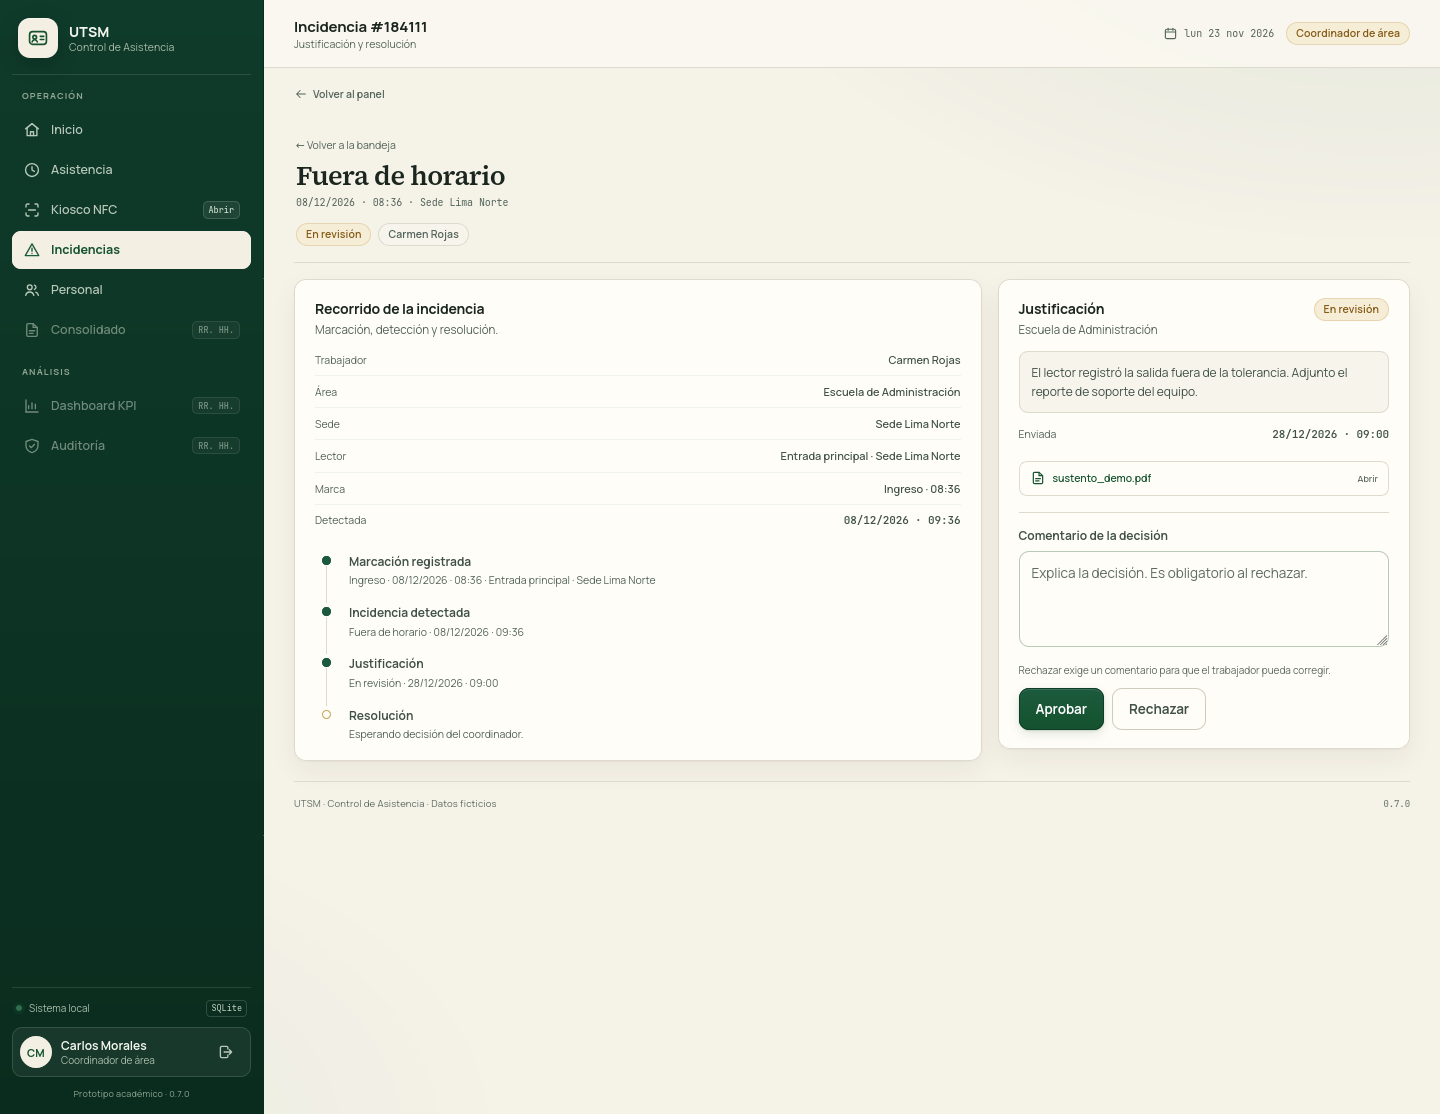 UTSM
Control de Asistencia
OPERACIÓN
Inicio
Asistencia
Kiosco NFC Abrir
Incidencias
Personal
Consolidado RR. HH.
ANÁLISIS
Dashboard KPI RR. HH.
Auditoría RR. HH.
Sistema local SQLite
CM Carlos Morales
Coordinador de área
Prototipo académico · 0.7.0
Incidencia #184111
Justificación y resolución
lun 23 nov 2026 Coordinador de área
← Volver al panel
← Volver a la bandeja
Fuera de horario
08/12/2026 · 08:36 · Sede Lima Norte
En revisión Carmen Rojas
Recorrido de la incidencia
Marcación, detección y resolución.
Trabajador Carmen Rojas
Área Escuela de Administración
Sede Sede Lima Norte
Lector Entrada principal · Sede Lima Norte
Marca Ingreso · 08:36
Detectada 08/12/2026 · 09:36
Marcación registrada
Ingreso · 08/12/2026 · 08:36 · Entrada principal · Sede Lima Norte
Incidencia detectada
Fuera de horario · 08/12/2026 · 09:36
Justificación
En revisión · 28/12/2026 · 09:00
Resolución
Esperando decisión del coordinador.
Justificación En revisión
Escuela de Administración
El lector registró la salida fuera de la tolerancia. Adjunto el
reporte de soporte del equipo.
Enviada 28/12/2026 · 09:00
sustento_demo.pdf Abrir
Comentario de la decisión
Explica la decisión. Es obligatorio al rechazar.
Rechazar exige un comentario para que el trabajador pueda corregir.
Aprobar Rechazar
UTSM · Control de Asistencia · Datos ficticios 0.7.0